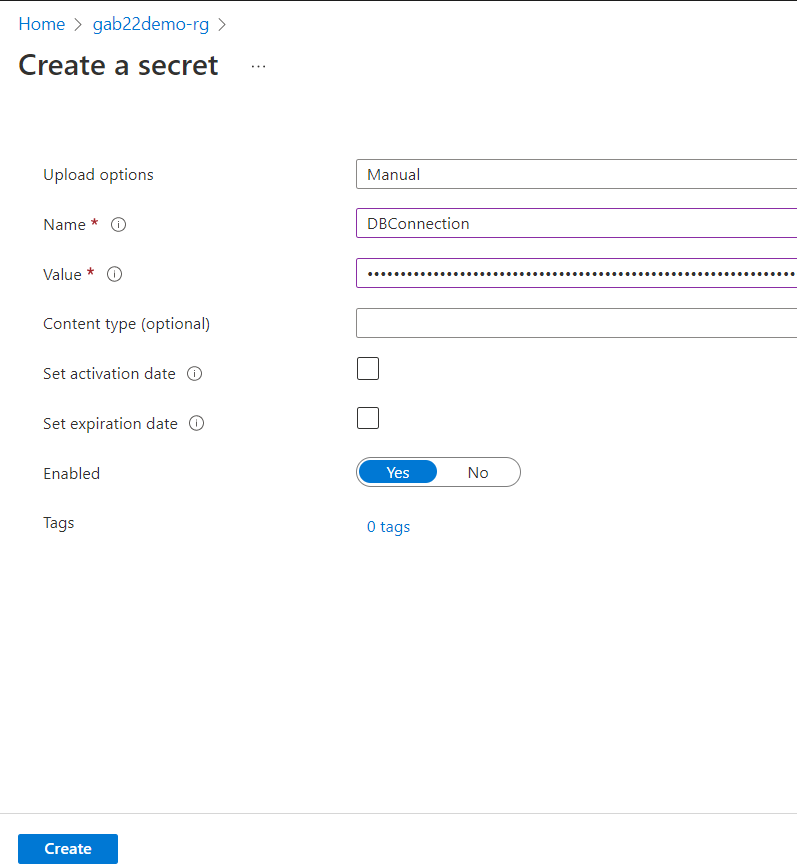 Home > gab22demo-rg >
Create a secret ...
Upload options Manual
Name * DBConnection
Value * ••••••••••••••••••••••••••••••••••••••••••••••••••••••••••••••••
Content type (optional)
Set activation date
Set expiration date
Enabled Yes No
Tags 0 tags
Create